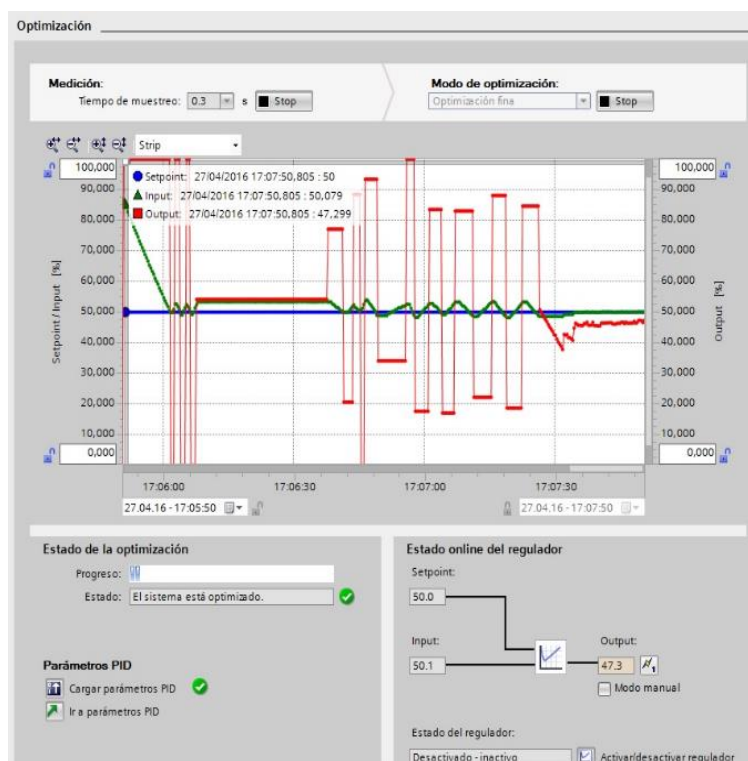 Optimización
Medición:
Modo de optimización:
Tiempo de muestreo: 0.3 s Stop
Optimización fina Stop
Strip
100,000
90,000
80,000
70,000
60,000
50,000
40,000
30,000
20,000
10,000
0,000
Setpoint / Input [%]
Setpoint: 27/04/2016 17:07:50,805 : 50
Input: 27/04/2016 17:07:50,805 : 50,079
Output: 27/04/2016 17:07:50,805 : 47,299
100,000
90,000
80,000
70,000
60,000
50,000
40,000
30,000
20,000
10,000
0,000
Output [%]
17:06:00 17:06:30 17:07:00 17:07:30
27.04.16 - 17:05:50 27.04.16 - 17:07:50
Estado de la optimización
Progreso:
Estado: El sistema está optimizado.
Parámetros PID
Cargar parámetros PID
Ir a parámetros PID
Estado online del regulador
Setpoint:
50.0
Input: Output:
50.1 47.3
Modo manual
Estado del regulador:
Desactivado - inactivo Activar/desactivar regulador